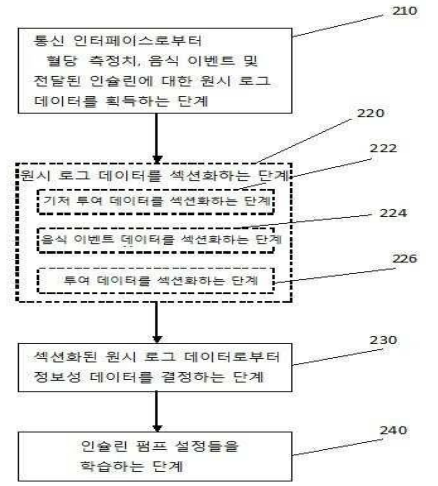 210
통신 인터페이스로부터
혈당 측정치, 음식 이벤트 및
전달된 인슐린에 대한 원시 로그
데이터를 획득하는 단계
220
222
원시 로그 데이터를 섹션화하는 단계
기저 투여 데이터를 섹션화하는 단계
224
음식 이벤트 데이터를 섹션화하는 단계
226
투여 데이터를 섹션화하는 단계
230
섹션화된 원시 로그 데이터로부터
정보성 데이터를 결정하는 단계
240
인슐린 펌프 설정들을
학습하는 단계